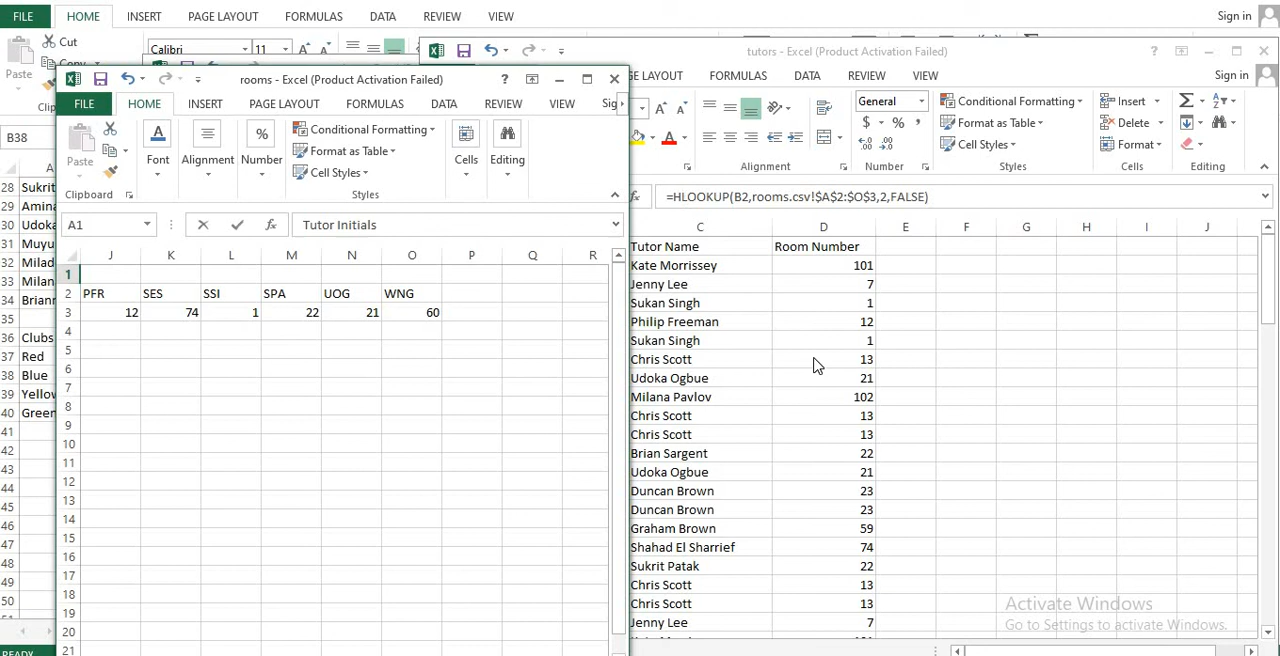 FILE HOME INSERT PAGE LAYOUT FORMULAS DATA REVIEW VIEW Sign in
Cut
Copy
Paste
Calibri 11
B38
A
28 Sukrit
29 Amina
30 Udoka
31 Muyu
32 Milad
33 Milan
34 Briann
35
36 Clubs
37 Red
38 Blue
39 Yellow
40 Green
41
42
43
44
45
46
47
48
49
50
51
READY
rooms - Excel (Product Activation Failed)
FILE HOME INSERT PAGE LAYOUT FORMULAS DATA REVIEW VIEW Sig
Paste
Font Alignment Number
Conditional Formatting
Format as Table
Cell Styles
Cells Editing
Clipboard Styles
A1 fx Tutor Initials
J K L M N O P Q R
1
2 PFR SES SSI SPA UOG WNG
3 12 74 1 22 21 60
4
5
6
7
8
9
10
11
12
13
14
15
16
17
18
19
20
21
tutors - Excel (Product Activation Failed)
GE LAYOUT FORMULAS DATA REVIEW VIEW Sign in
General
$ % ,
Conditional Formatting
Format as Table
Cell Styles
Insert
Delete
Format
Alignment Number Styles Cells Editing
fx =HLOOKUP(B2,rooms.csv!$A$2:$O$3,2,FALSE)
C D E F G H I J
Tutor Name Room Number
Kate Morrissey 101
Jenny Lee 7
Sukan Singh 1
Philip Freeman 12
Sukan Singh 1
Chris Scott 13
Udoka Ogbue 21
Milana Pavlov 102
Chris Scott 13
Chris Scott 13
Brian Sargent 22
Udoka Ogbue 21
Duncan Brown 23
Duncan Brown 23
Graham Brown 59
Shahad El Sharrief 74
Sukrit Patak 22
Chris Scott 13
Chris Scott 13
Jenny Lee 7
Activate Windows
Go to Settings to activate Windows.